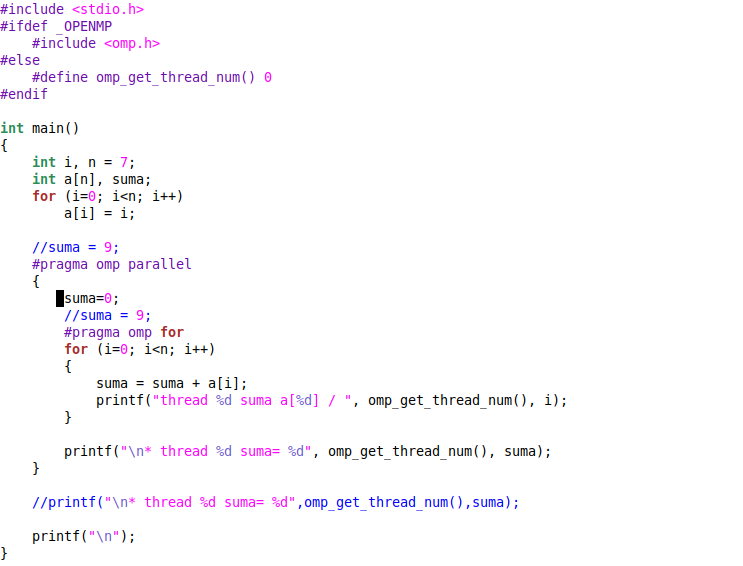 #include <stdio.h>
#ifdef _OPENMP
    #include <omp.h>
#else
    #define omp_get_thread_num() 0
#endif

int main()
{
    int i, n = 7;
    int a[n], suma;
    for (i=0; i<n; i++)
        a[i] = i;

    //suma = 9;
    #pragma omp parallel
    {
        suma=0;
        //suma = 9;
        #pragma omp for
        for (i=0; i<n; i++)
        {
            suma = suma + a[i];
            printf("thread %d suma a[%d] / ", omp_get_thread_num(), i);
        }

        printf("\n* thread %d suma= %d", omp_get_thread_num(), suma);
    }

    //printf("\n* thread %d suma= %d",omp_get_thread_num(),suma);

    printf("\n");
}